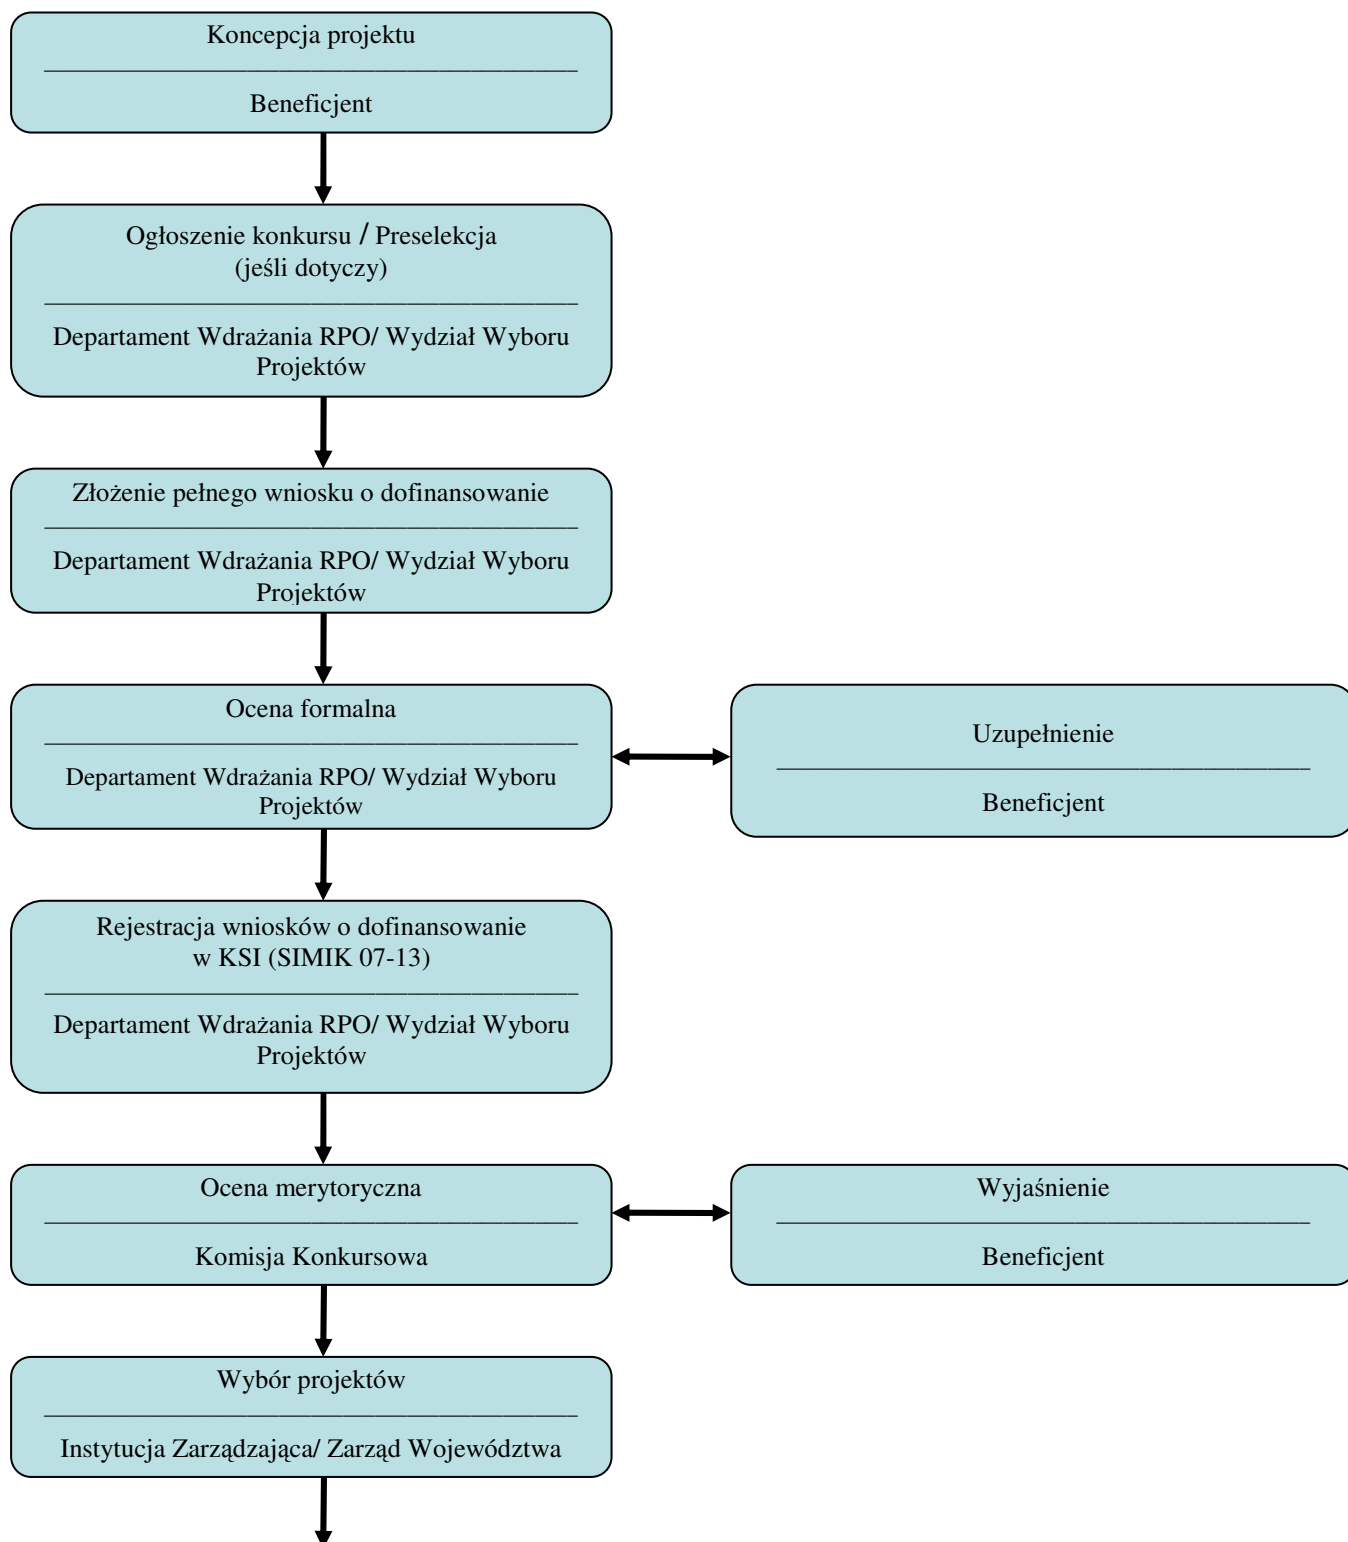 Koncepcja projektu
Beneficjent
Ogłoszenie konkursu / Preselekcja
(jeśli dotyczy)
Departament Wdrażania RPO/ Wydział Wyboru
Projektów
Złożenie pełnego wniosku o dofinansowanie
Departament Wdrażania RPO/ Wydział Wyboru
Projektów
Ocena formalna
Departament Wdrażania RPO/ Wydział Wyboru
Projektów
Uzupełnienie
Beneficjent
Rejestracja wniosków o dofinansowanie
w KSI (SIMIK 07-13)
Departament Wdrażania RPO/ Wydział Wyboru
Projektów
Ocena merytoryczna
Komisja Konkursowa
Wyjaśnienie
Beneficjent
Wybór projektów
Instytucja Zarządzająca/ Zarząd Województwa